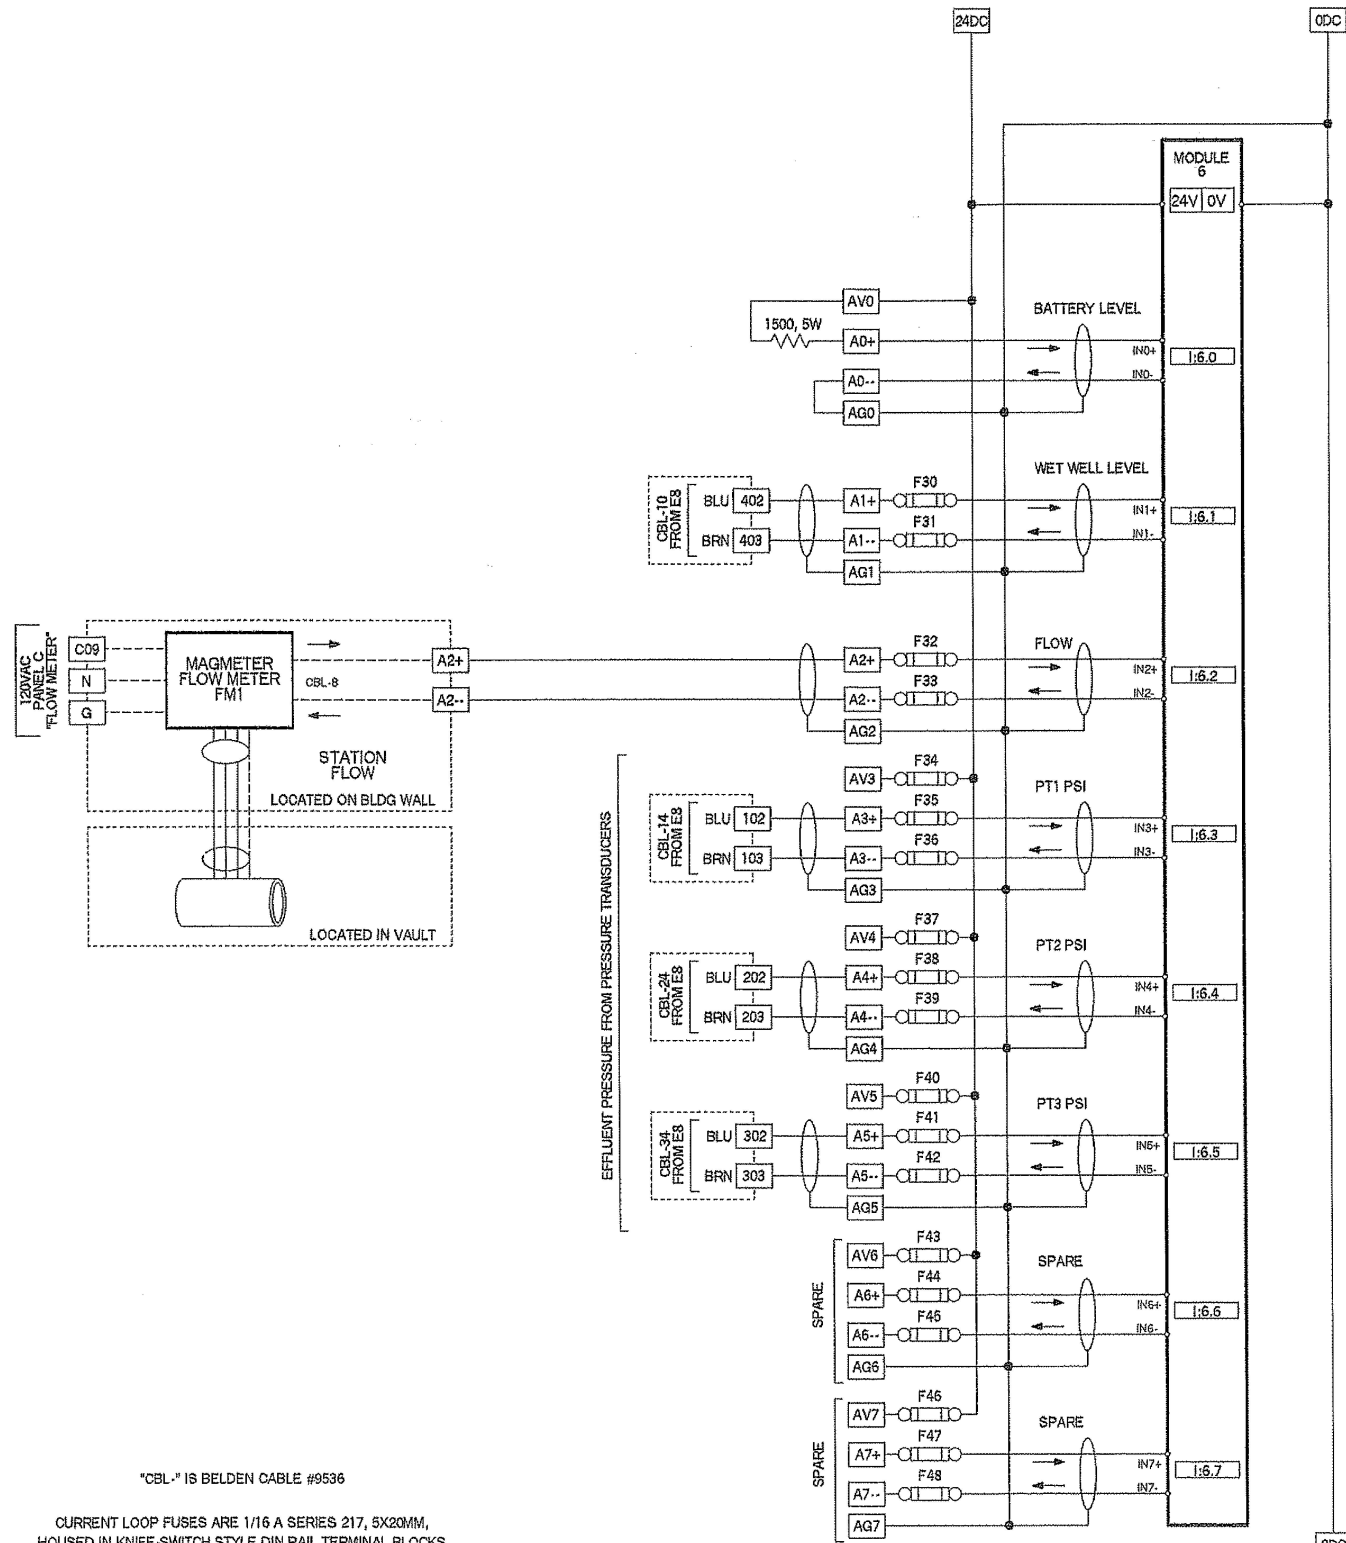 24DC
0DC
MODULE
6
24V 0V
AV0
BATTERY LEVEL
1500, 5W
A0+
IN0+
I:6.0
A0--
IN0-
AG0
WET WELL LEVEL
CBL-10
FROM E8
BLU 402
A1+
F30
IN1+
I:6.1
BRN 403
A1--
F31
IN1-
AG1
120VAC
PANEL C
"FLOW METER"
C09
N
G
MAGMETER
FLOW METER
FM1
CBL-8
A2+
A2--
STATION
FLOW
LOCATED ON BLDG WALL
LOCATED IN VAULT
FLOW
A2+
F32
IN2+
I:6.2
A2--
F33
IN2-
AG2
EFFLUENT PRESSURE FROM PRESSURE TRANSDUCERS
AV3
F34
PT1 PSI
CBL-14
FROM E8
BLU 102
A3+
F35
IN3+
I:6.3
BRN 103
A3--
F36
IN3-
AG3
AV4
F37
PT2 PSI
CBL-24
FROM E8
BLU 202
A4+
F38
IN4+
I:6.4
BRN 203
A4--
F39
IN4-
AG4
AV5
F40
PT3 PSI
CBL-34
FROM E8
BLU 302
A5+
F41
IN5+
I:6.5
BRN 303
A5--
F42
IN5-
AG5
SPARE
AV6
F43
SPARE
A6+
F44
IN6+
I:6.6
A6--
F45
IN6-
AG6
SPARE
AV7
F46
SPARE
A7+
F47
IN7+
I:6.7
A7--
F48
IN7-
AG7
"CBL-" IS BELDEN CABLE #9536
CURRENT LOOP FUSES ARE 1/16 A SERIES 217, 5X20MM,
HOUSED IN KNIFE-SWITCH STYLE DIN RAIL TERMINAL BLOCKS